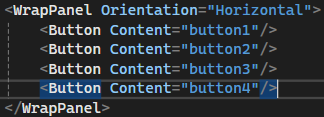 <WrapPanel Orientation="Horizontal">
    <Button Content="button1"/>
    <Button Content="button2"/>
    <Button Content="button3"/>
    <Button Content="button4"/>
</WrapPanel>